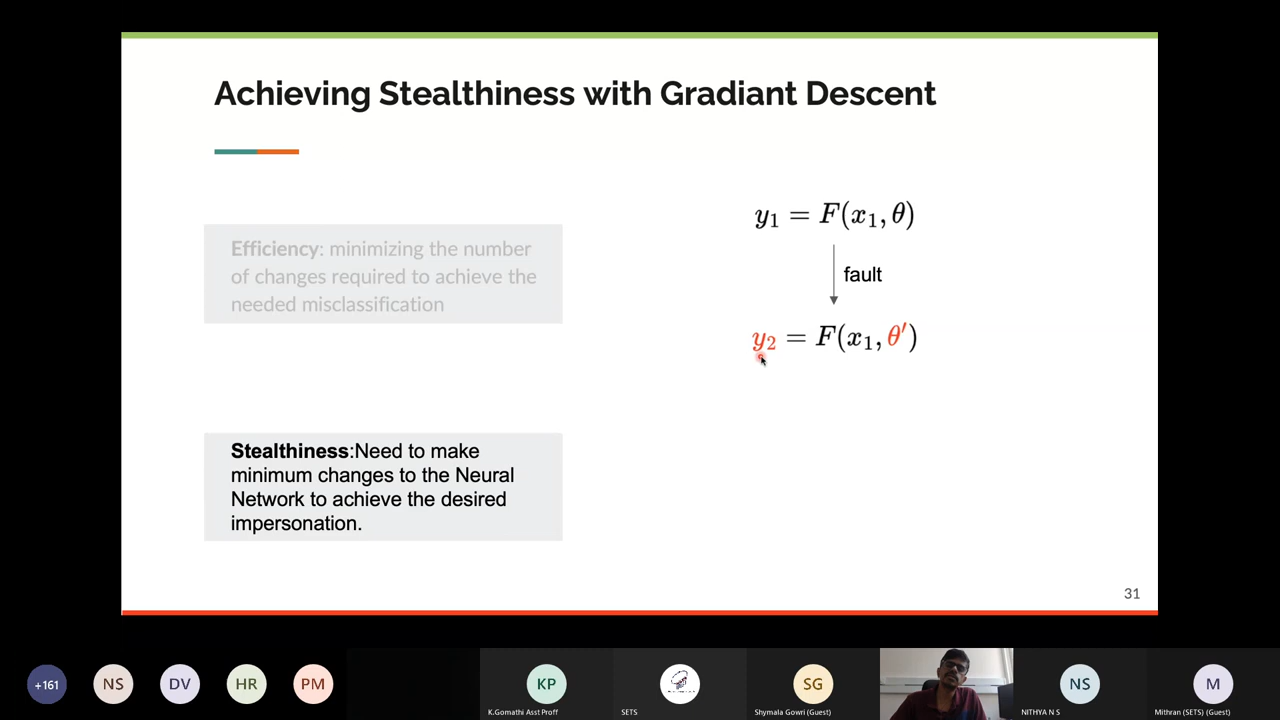 Achieving Stealthiness with Gradiant Descent
Efficiency: minimizing the number
of changes required to achieve the
needed misclassification
y₁ = F(x₁, θ)
fault
y₂ = F(x₁, θ′)
Stealthiness:Need to make
minimum changes to the Neural
Network to achieve the desired
impersonation.
31
+161
NS
DV
HR
PM
KP
K.Gomathi Asst Proff
SETS
SG
Shymala Gowri (Guest)
NS
NITHYA N S
M
Mithran (SETS) (Guest)